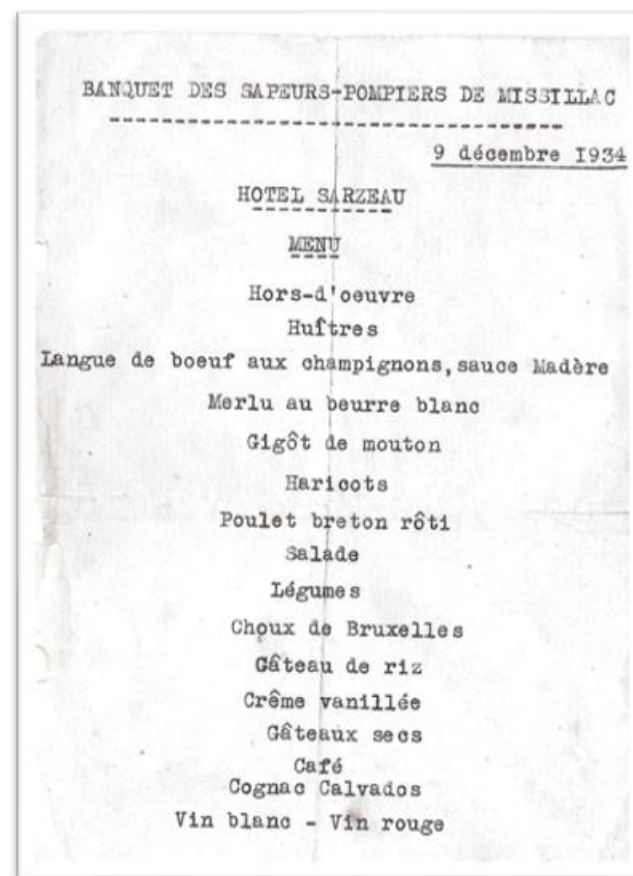 BANQUET DES SAPEURS-POMPIERS DE MISSILLAC
9 décembre I934
HOTEL SARZEAU
MENU
Hors-d'oeuvre
Huîtres
Langue de boeuf aux champignons,sauce Madère
Merlu au beurre blanc
Gigôt de mouton
Haricots
Poulet breton rôti
Salade
Légumes
Choux de Bruxelles
Gâteau de riz
Crême vanillée
Gâteaux secs
Café
Cognac Calvados
Vin blanc - Vin rouge